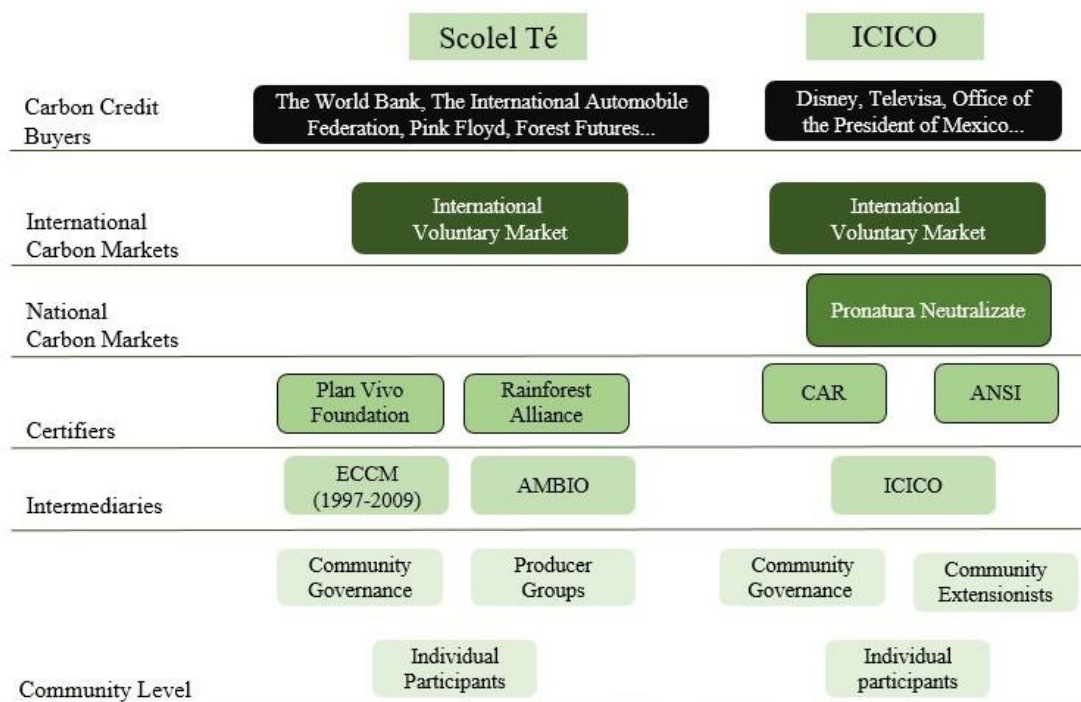 Scolel Té
ICICO
Carbon Credit
Buyers
The World Bank, The International Automobile
Federation, Pink Floyd, Forest Futures...
Disney, Televisa, Office of
the President of Mexico...
International
Carbon Markets
International
Voluntary Market
International
Voluntary Market
National
Carbon Markets
Pronatura Neutralizate
Certifiers
Plan Vivo
Foundation
Rainforest
Alliance
CAR
ANSI
Intermediaries
ECCM
(1997-2009)
AMBIO
ICICO
Community
Governance
Producer
Groups
Community
Governance
Community
Extensionists
Community Level
Individual
Participants
Individual
participants